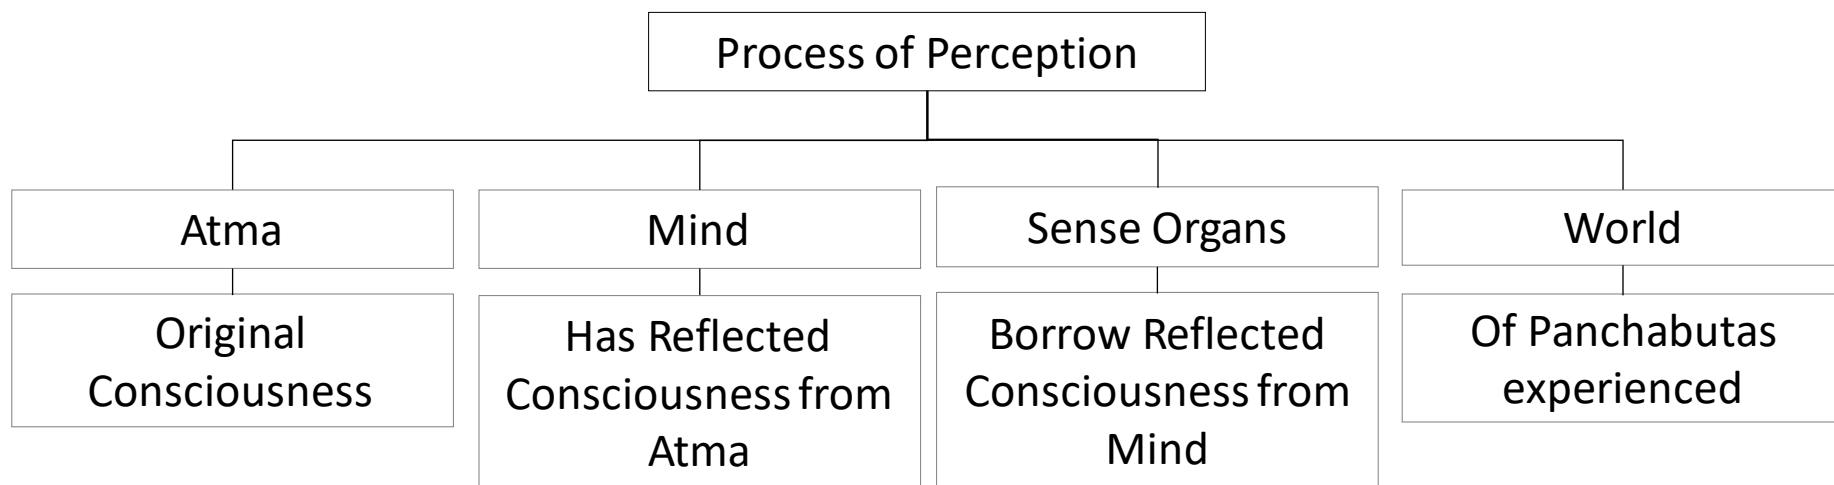 Process of Perception
Atma
Mind
Sense Organs
World
Original
Consciousness
Has Reflected
Consciousness from
Atma
Borrow Reflected
Consciousness from
Mind
Of Panchabutas
experienced